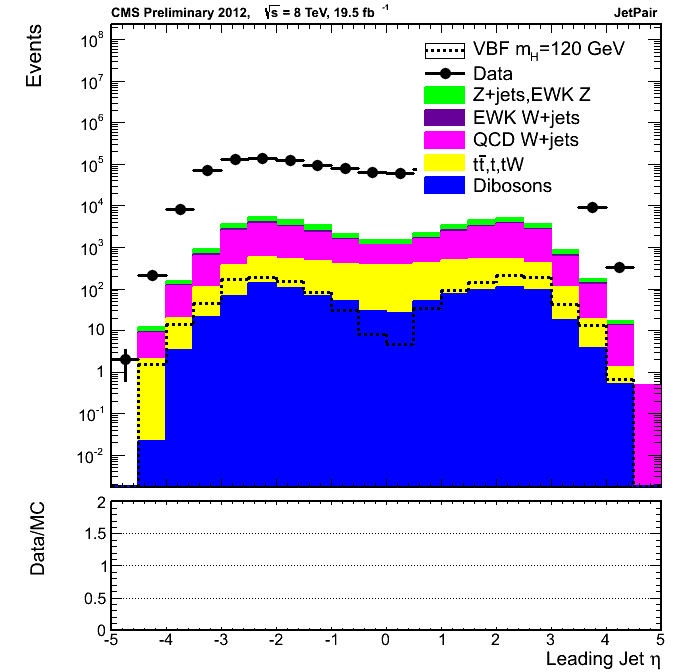 CMS Preliminary 2012, √s = 8 TeV, 19.5 fb⁻¹ JetPair
Events
10⁸
10⁷
10⁶
10⁵
10⁴
10³
10²
10
1
10⁻¹
10⁻²
VBF m_H=120 GeV
Data
Z+jets,EWK Z
EWK W+jets
QCD W+jets
tt̅,t,tW
Dibosons
Data/MC
2
1.5
1
0.5
0
-5 -4 -3 -2 -1 0 1 2 3 4 5
Leading Jet η